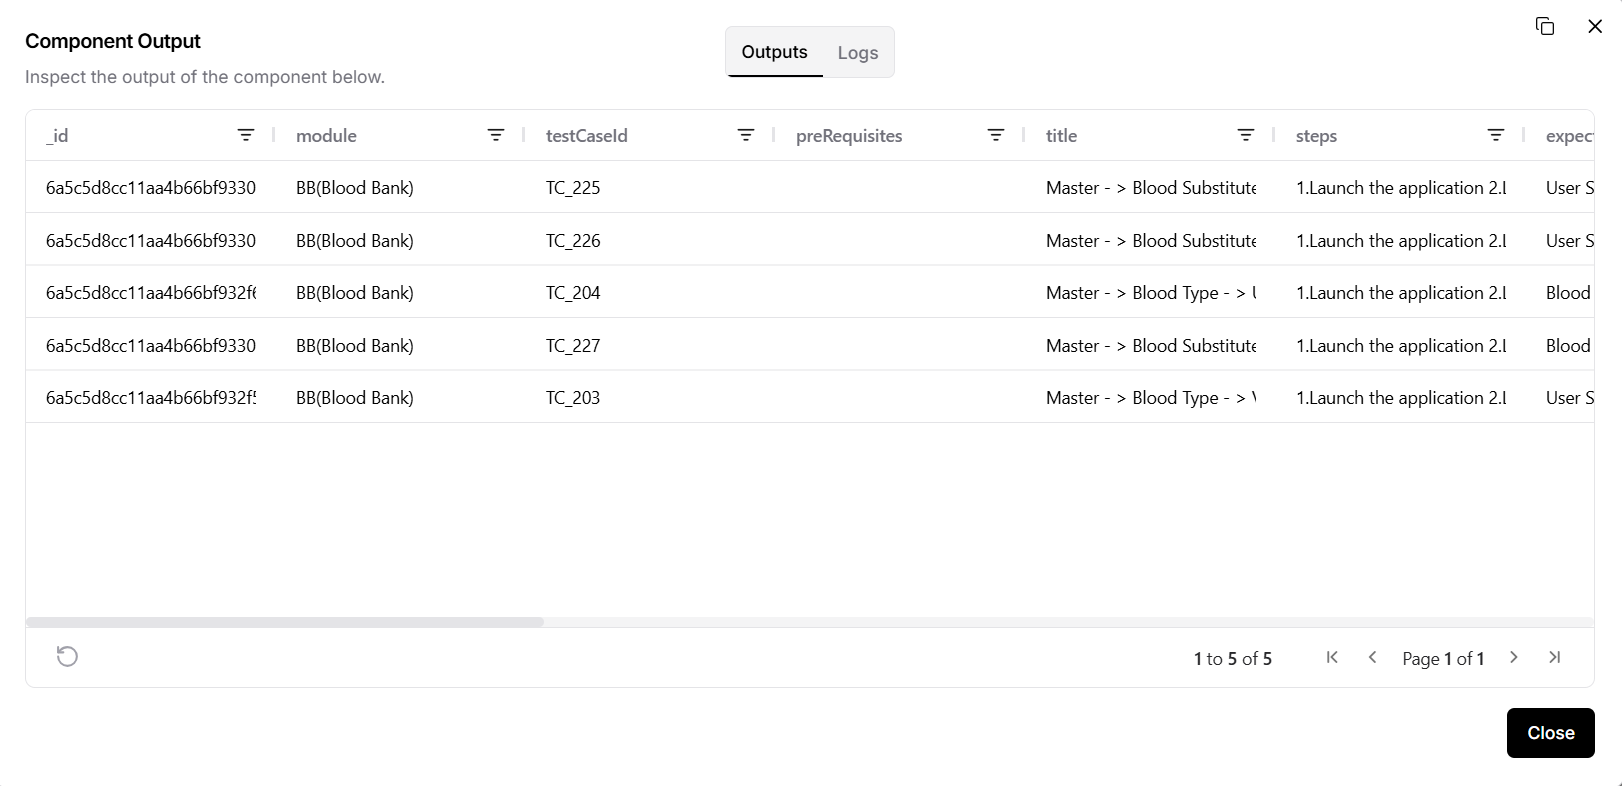 Component Output
Inspect the output of the component below.
Outputs Logs
_id module testCaseId preRequisites title steps expec
6a5c5d8cc11aa4b66bf9330 BB(Blood Bank) TC_225 Master - > Blood Substitute 1.Launch the application 2. User S
6a5c5d8cc11aa4b66bf9330 BB(Blood Bank) TC_226 Master - > Blood Substitute 1.Launch the application 2. User S
6a5c5d8cc11aa4b66bf932f BB(Blood Bank) TC_204 Master - > Blood Type - > 1.Launch the application 2. Blood
6a5c5d8cc11aa4b66bf9330 BB(Blood Bank) TC_227 Master - > Blood Substitute 1.Launch the application 2. Blood
6a5c5d8cc11aa4b66bf932f BB(Blood Bank) TC_203 Master - > Blood Type - > 1.Launch the application 2. User S
1 to 5 of 5 Page 1 of 1
Close